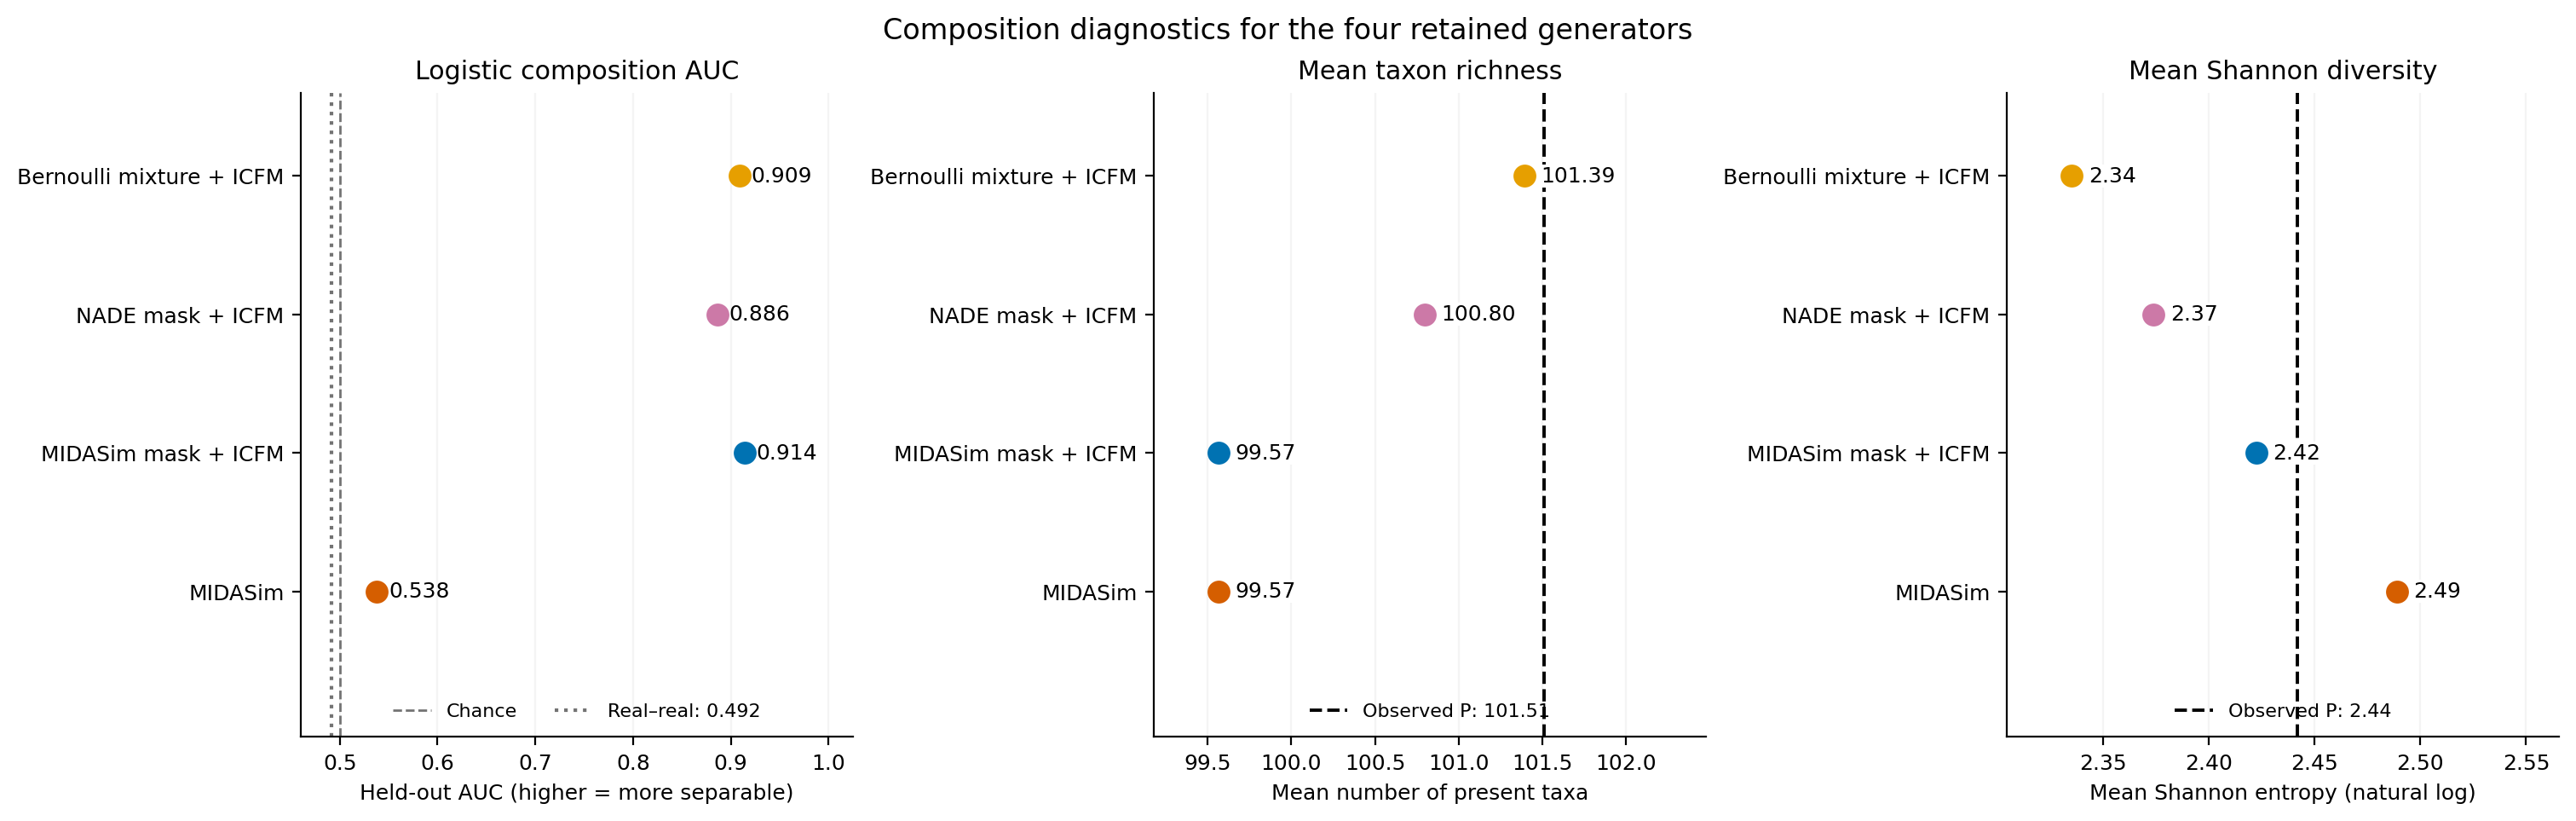 Composition diagnostics for the four retained generators
Logistic composition AUC
Bernoulli mixture + ICFM
NADE mask + ICFM
MIDASim mask + ICFM
MIDASim
0.909
0.886
0.914
0.538
Chance
Real–real: 0.492
0.5 0.6 0.7 0.8 0.9 1.0
Held-out AUC (higher = more separable)
Mean taxon richness
Bernoulli mixture + ICFM
NADE mask + ICFM
MIDASim mask + ICFM
MIDASim
101.39
100.80
99.57
99.57
Observed P: 101.51
99.5 100.0 100.5 101.0 101.5 102.0
Mean number of present taxa
Mean Shannon diversity
Bernoulli mixture + ICFM
NADE mask + ICFM
MIDASim mask + ICFM
MIDASim
2.34
2.37
2.42
2.49
Observed P: 2.44
2.35 2.40 2.45 2.50 2.55
Mean Shannon entropy (natural log)